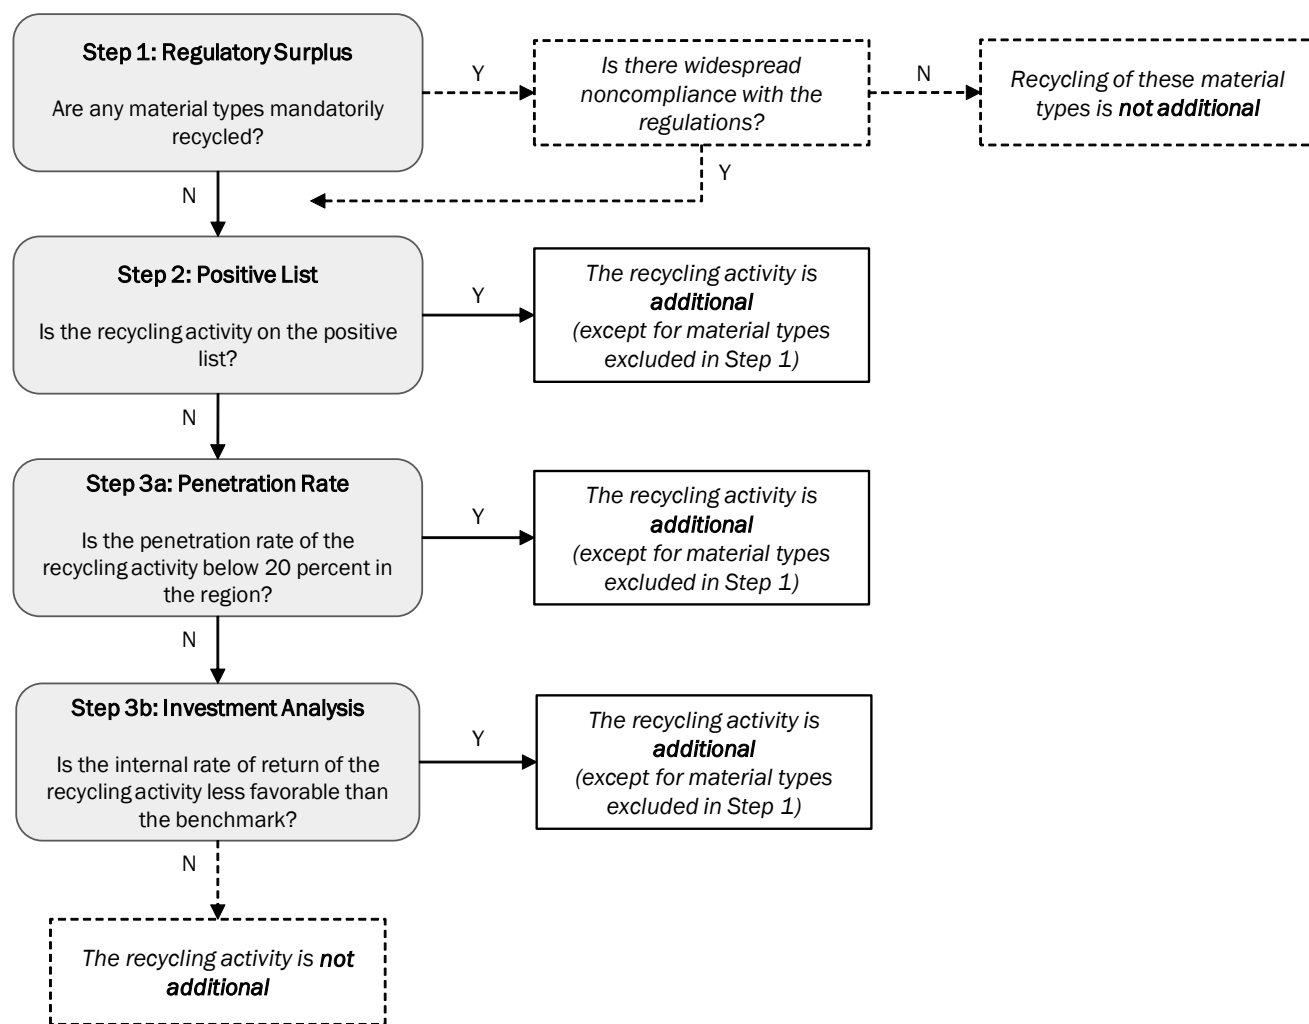 Step 1: Regulatory Surplus
Are any material types mandatorily
recycled?
Y
Is there widespread
noncompliance with the
regulations?
N
Recycling of these material
types is not additional
N
Y
Step 2: Positive List
Is the recycling activity on the positive
list?
Y
The recycling activity is
additional
(except for material types
excluded in Step 1)
N
Step 3a: Penetration Rate
Is the penetration rate of the
recycling activity below 20 percent in
the region?
Y
The recycling activity is
additional
(except for material types
excluded in Step 1)
N
Step 3b: Investment Analysis
Is the internal rate of return of the
recycling activity less favorable than
the benchmark?
Y
The recycling activity is
additional
(except for material types
excluded in Step 1)
N
The recycling activity is not
additional